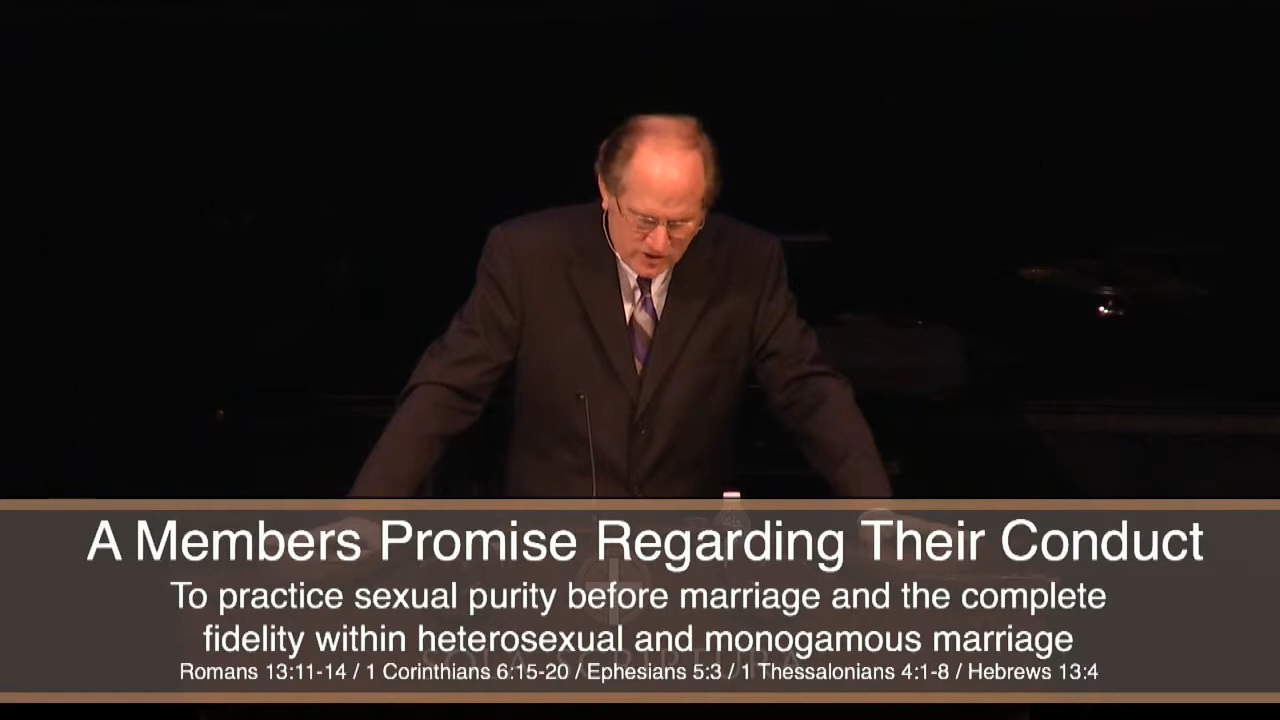 A Members Promise Regarding Their Conduct
To practice sexual purity before marriage and the complete
fidelity within heterosexual and monogamous marriage
Romans 13:11-14 / 1 Corinthians 6:15-20 / Ephesians 5:3 / 1 Thessalonians 4:1-8 / Hebrews 13:4
SOLA SCRIPTURA